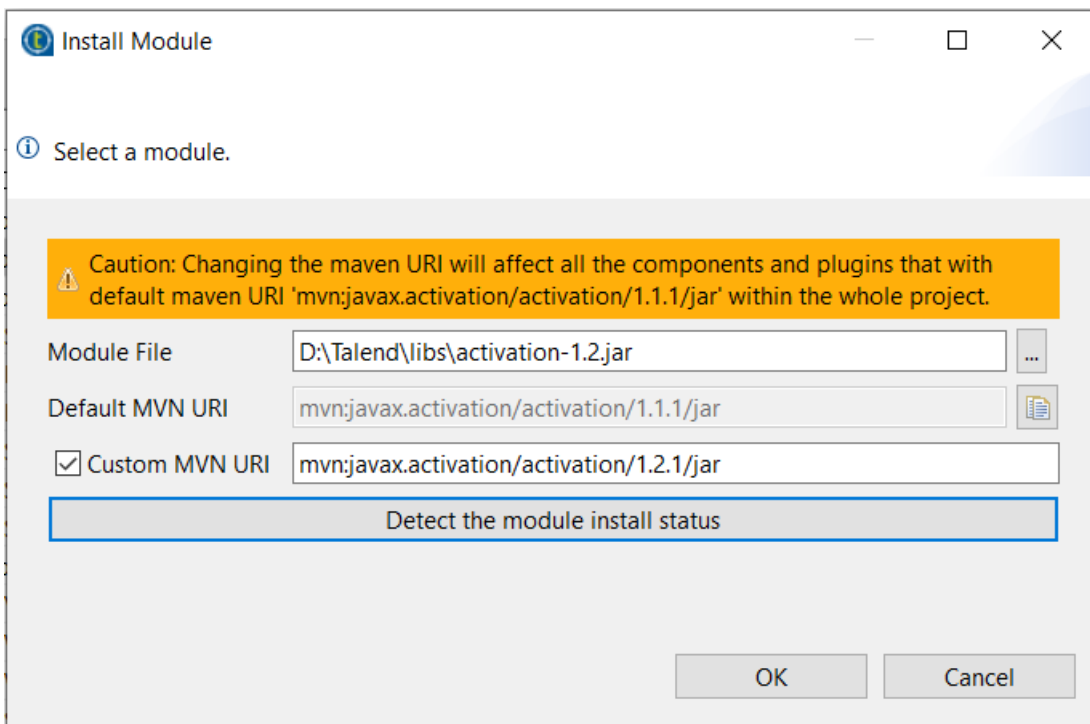 Install Module
Select a module.
Caution: Changing the maven URI will affect all the components and plugins that with
default maven URI 'mvn:javax.activation/activation/1.1.1/jar' within the whole project.
Module File D:\Talend\libs\activation-1.2.jar ...
Default MVN URI mvn:javax.activation/activation/1.1.1/jar
Custom MVN URI mvn:javax.activation/activation/1.2.1/jar
Detect the module install status
OK Cancel